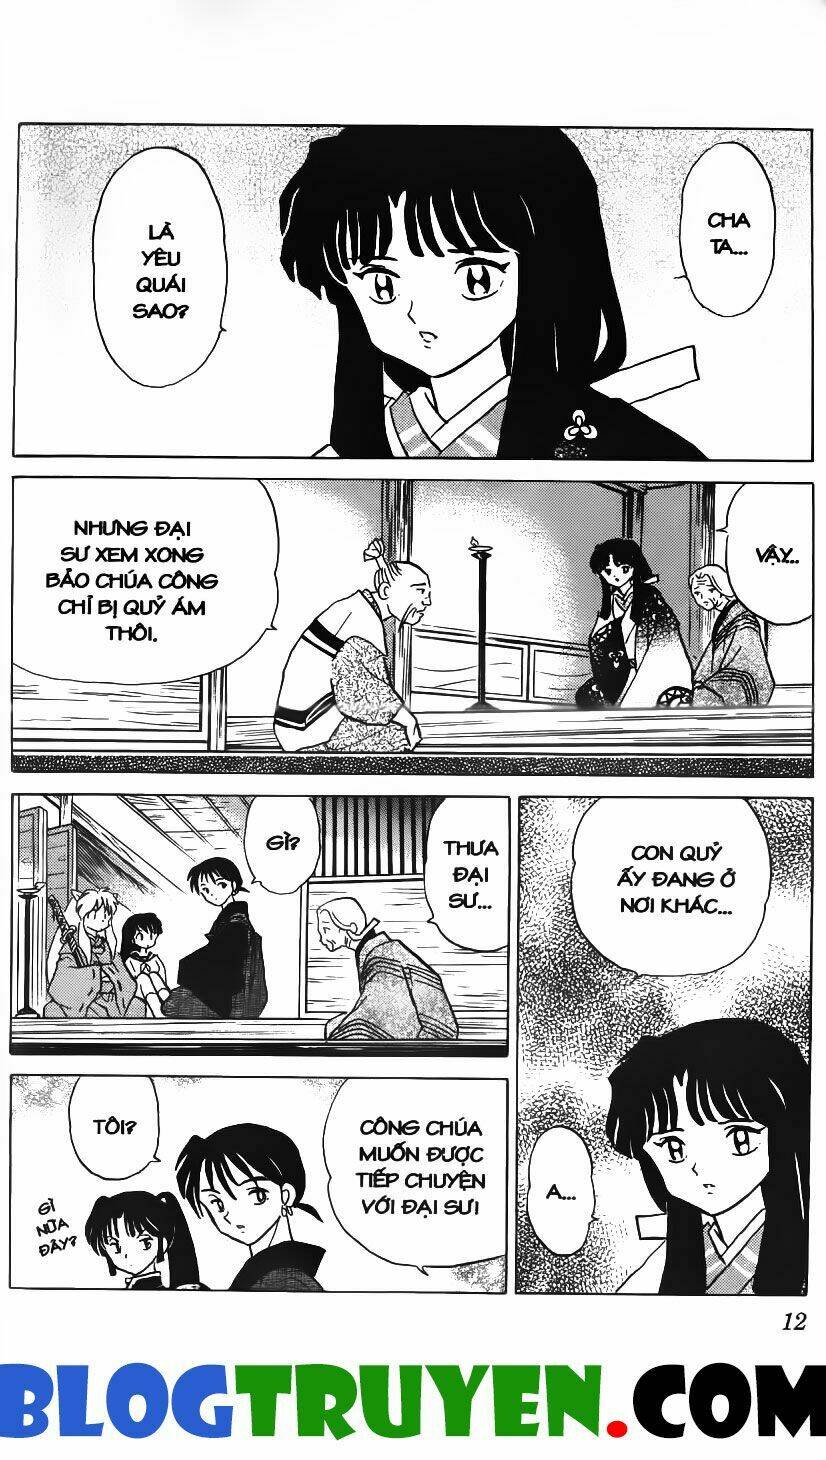 CHA
TA...
LÀ
YÊU
QUÁI
SAO?
VẬY...
NHƯNG ĐẠI
SƯ XEM XONG
BẢO CHÚA CÔNG
CHỈ BỊ QUỶ ÁM
THÔI.
CON QUỶ
ẤY ĐANG Ở
NƠI KHÁC...
A...
THƯA
ĐẠI
SƯ...
GÌ?
CÔNG CHÚA
MUỐN ĐƯỢC
TIẾP CHUYỆN
VỚI ĐẠI SƯ!
TÔI?
GÌ
NỮA
ĐÂY?
12
BLOGTRUYEN.COM